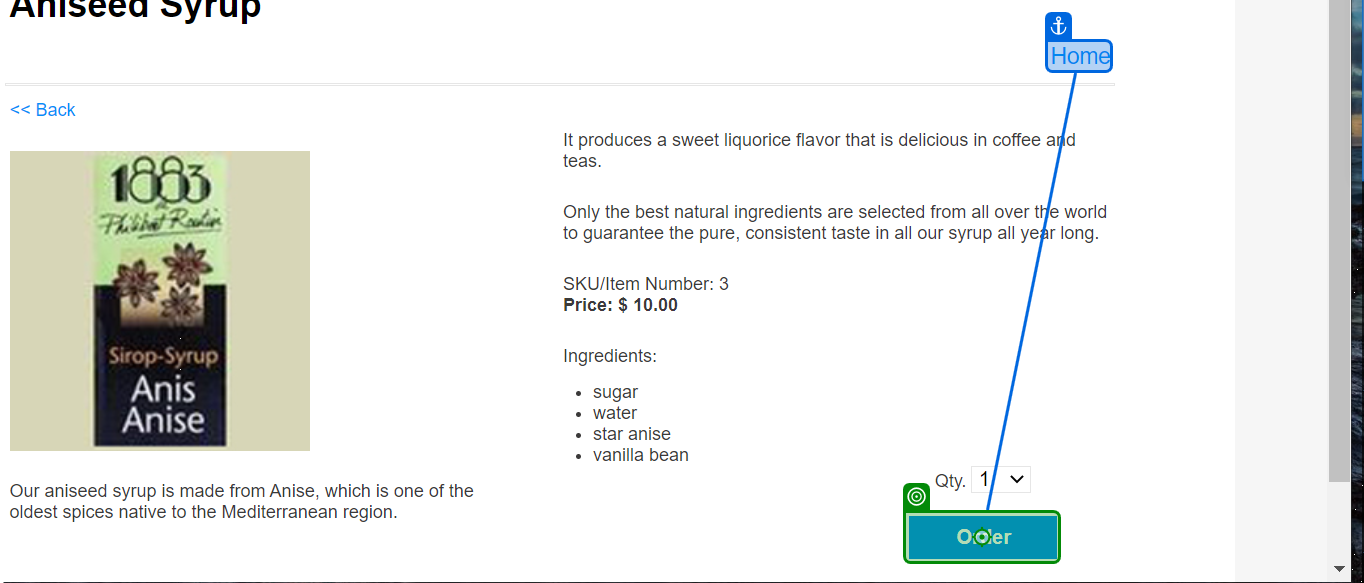 Aniseed Syrup
Home
<< Back
1883
de
Philibert Routin
Sirop-Syrup
Anis
Anise
Our aniseed syrup is made from Anise, which is one of the
oldest spices native to the Mediterranean region.
It produces a sweet liquorice flavor that is delicious in coffee and
teas.
Only the best natural ingredients are selected from all over the world
to guarantee the pure, consistent taste in all our syrup all year long.
SKU/Item Number: 3
Price: $ 10.00
Ingredients:
• sugar
• water
• star anise
• vanilla bean
Qty. 1
Order